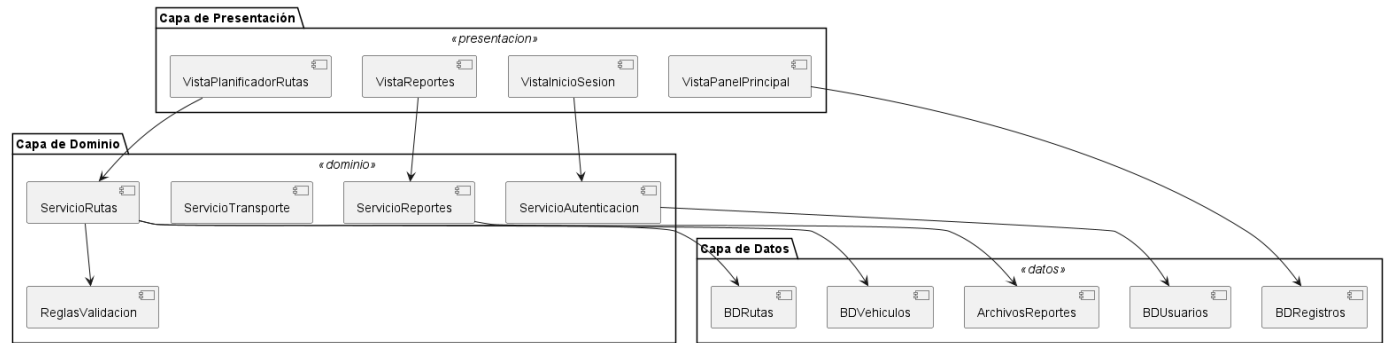 Capa de Presentación
«presentacion»
VistaPlanificadorRutas
VistaReportes
VistaInicioSesion
VistaPanelPrincipal
Capa de Dominio
«dominio»
ServicioRutas
ServicioTransporte
ServicioReportes
ServicioAutenticacion
ReglasValidacion
Capa de Datos
«datos»
BDRutas
BDVehiculos
ArchivosReportes
BDUsuarios
BDRegistros